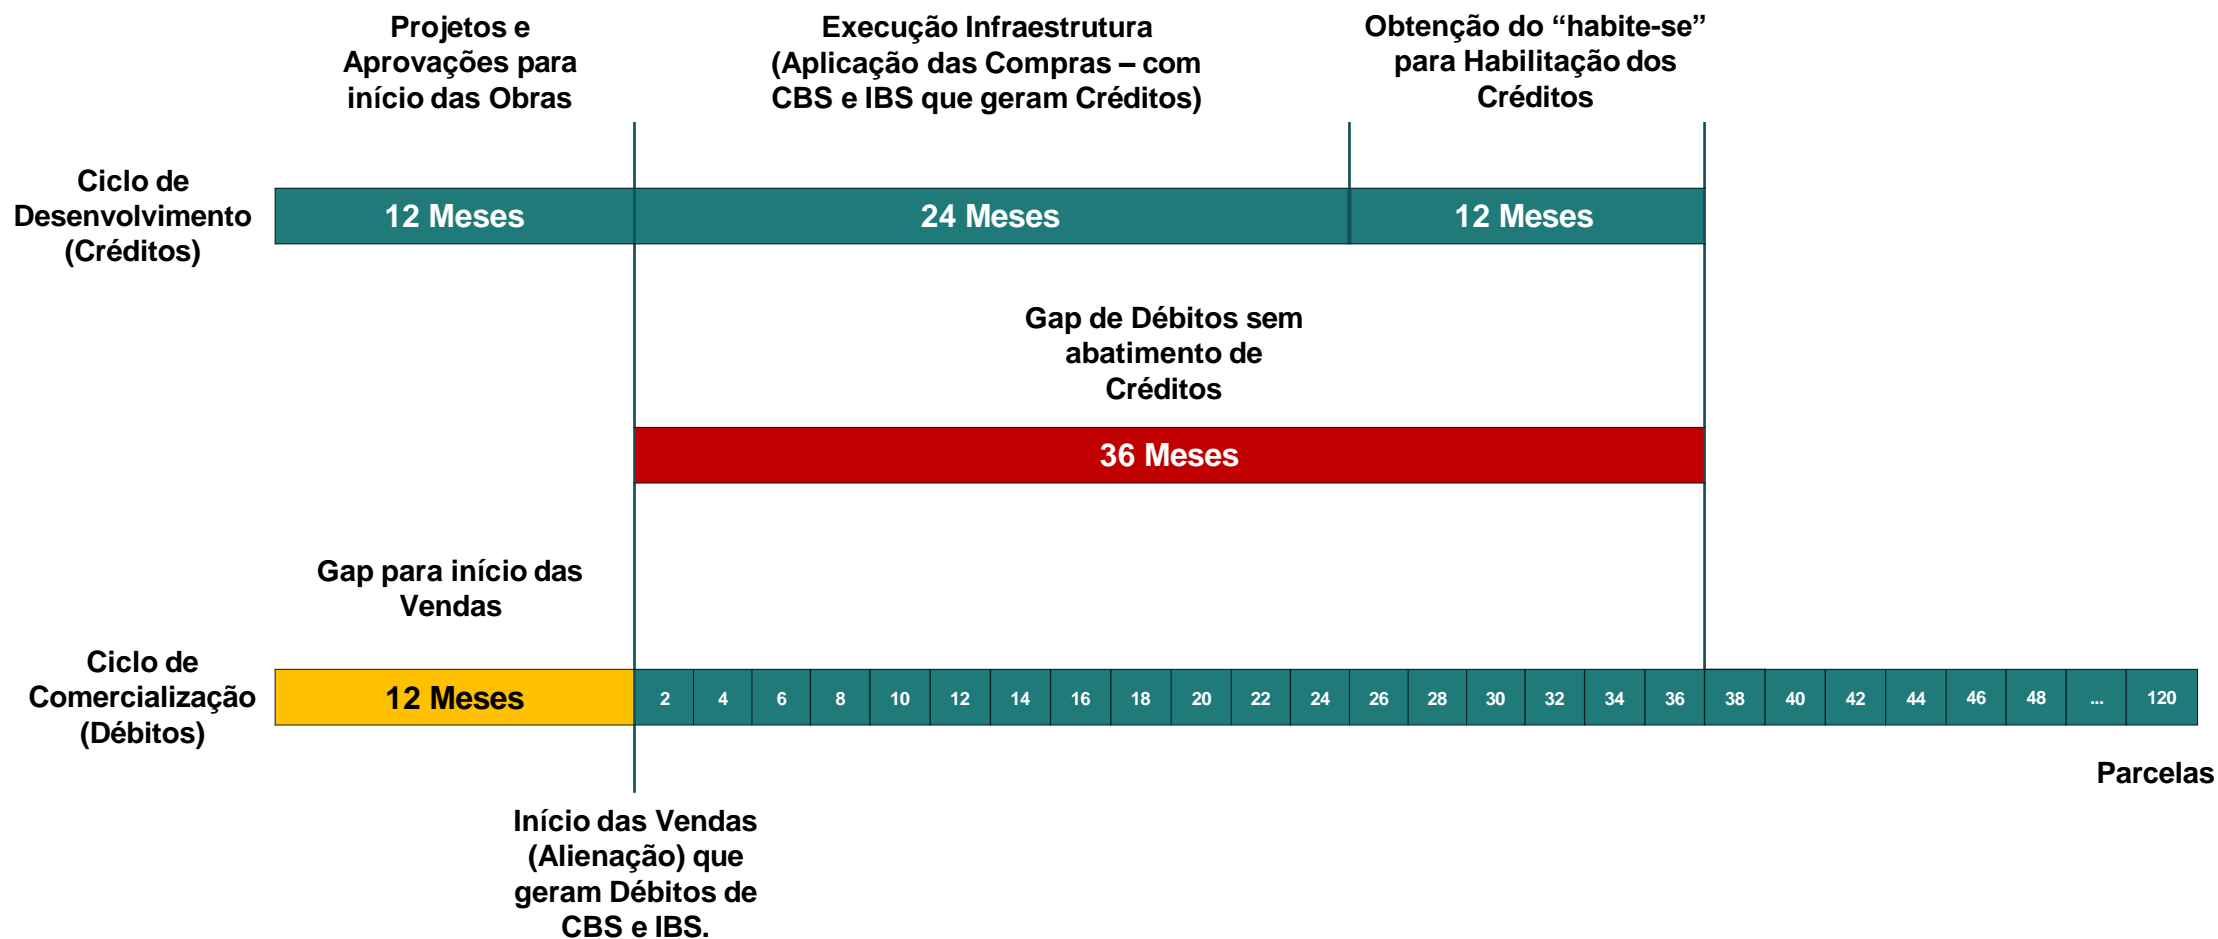 Projetos e
Aprovações para
início das Obras
Execução Infraestrutura
(Aplicação das Compras – com
CBS e IBS que geram Créditos)
Obtenção do “habite-se”
para Habilitação dos
Créditos
Ciclo de
Desenvolvimento
(Créditos)
12 Meses
24 Meses
12 Meses
Gap de Débitos sem
abatimento de
Créditos
36 Meses
Gap para início das
Vendas
Ciclo de
Comercialização
(Débitos)
12 Meses
2 4 6 8 10 12 14 16 18 20 22 24 26 28 30 32 34 36 38 40 42 44 46 48 ... 120
Parcelas
Início das Vendas
(Alienação) que
geram Débitos de
CBS e IBS.